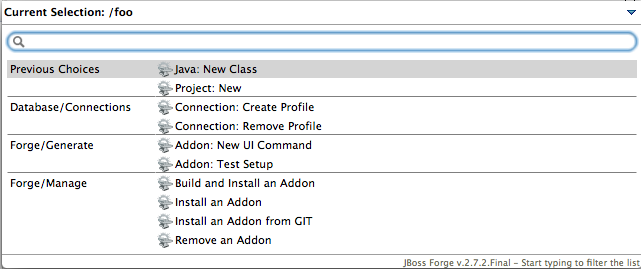 Current Selection: /foo
Previous Choices Java: New Class
Project: New
Database/Connections Connection: Create Profile
Connection: Remove Profile
Forge/Generate Addon: New UI Command
Addon: Test Setup
Forge/Manage Build and Install an Addon
Install an Addon
Install an Addon from GIT
Remove an Addon
JBoss Forge v.2.7.2.Final - Start typing to filter the list